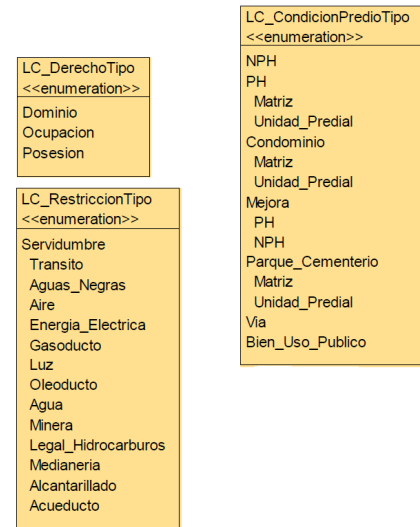 LC_DerechoTipo
<<enumeration>>
Dominio
Ocupacion
Posesion
LC_RestriccionTipo
<<enumeration>>
Servidumbre
Transito
Aguas_Negras
Aire
Energia_Electrica
Gasoducto
Luz
Oleoducto
Agua
Minera
Legal_Hidrocarburos
Medianeria
Alcantarillado
Acueducto
LC_CondicionPredioTipo
<<enumeration>>
NPH
PH
Matriz
Unidad_Predial
Condominio
Matriz
Unidad_Predial
Mejora
PH
NPH
Parque_Cementerio
Matriz
Unidad_Predial
Via
Bien_Uso_Publico